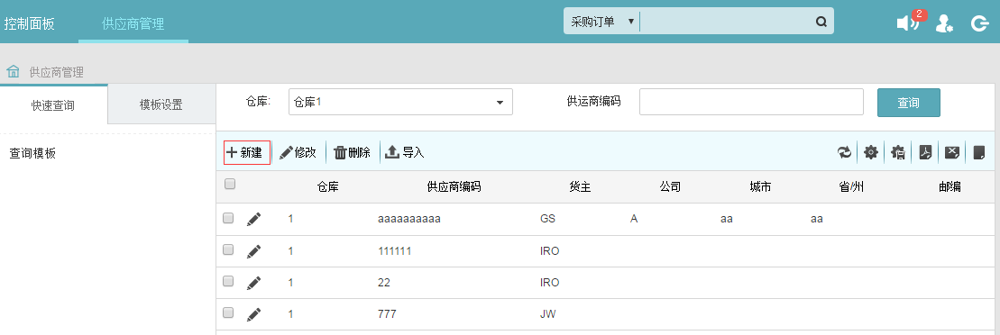 控制面板 供应商管理 采购订单 2
供应商管理
快速查询 模板设置 仓库: 仓库1 供运商编码 查询
查询模板 新建 修改 删除 导入
仓库 供应商编码 货主 公司 城市 省/州 邮编
1 aaaaaaaaaa GS A aa aa
1 111111 IRO
1 22 IRO
1 777 JW